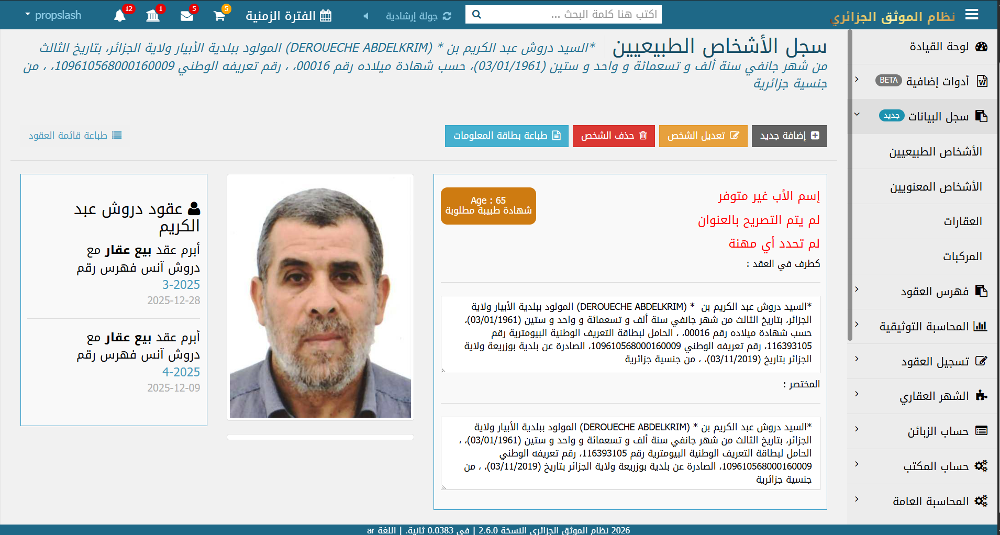 نظام الموثق الجزائري
اكتب هنا كلمة البحث ...
جولة إرشادية
الفترة الزمنية
5
5
1
12
propslash
لوحة القيادة
أدوات إضافية BETA
سجل البيانات جديد
الأشخاص الطبيعيين
الأشخاص المعنويين
العقارات
المركبات
فهرس العقود
المحاسبة التوثيقية
تسجيل العقود
الشهر العقاري
حساب الزبائن
حساب المكتب
المحاسبة العامة
سجل الأشخاص الطبيعيين *السيد دروش عبد الكريم بن * (DEROUECHE ABDELKRIM) المولود ببلدية الأبيار ولاية الجزائر، بتاريخ الثالث
من شهر جانفي سنة ألف و تسعمائة و واحد و ستين (03/01/1961)، حسب شهادة ميلاده رقم 00016، ، رقم تعريفه الوطني 109610568000160009، ، من
جنسية جزائرية
إضافة جديد
تعديل الشخص
حذف الشخص
طباعة بطاقة المعلومات
طباعة قائمة العقود
إسم الأب غير متوفر
لم يتم التصريح بالعنوان
لم تحدد أي مهنة
Age : 65
شهادة طبيبة مطلوبة
كطرف في العقد :
*السيد دروش عبد الكريم بن * (DEROUECHE ABDELKRIM) المولود ببلدية الأبيار ولاية
الجزائر، بتاريخ الثالث من شهر جانفي سنة ألف و تسعمائة و واحد و ستين (03/01/1961)،
حسب شهادة ميلاده رقم 00016، ، الحامل لبطاقة التعريف الوطنية البيومترية رقم
116393105، رقم تعريفه الوطني 109610568000160009، الصادرة عن بلدية بوزريعة ولاية
الجزائر بتاريخ (03/11/2019)، ، من جنسية جزائرية
المختصر :
*السيد دروش عبد الكريم بن * (DEROUECHE ABDELKRIM) المولود ببلدية الأبيار ولاية
الجزائر، بتاريخ الثالث من شهر جانفي سنة ألف و تسعمائة و واحد و ستين (03/01/1961)، ،
الحامل لبطاقة التعريف الوطنية البيومترية رقم 116393105، رقم تعريفه الوطني
109610568000160009، الصادرة عن بلدية بوزريعة ولاية الجزائر بتاريخ (03/11/2019)، ، من
جنسية جزائرية
عقود دروش عبد
الكريم
أبرم عقد بيع عقار مع
دروش آنس فهرس رقم
3-2025
2025-12-28
أبرم عقد بيع عقار مع
دروش آنس فهرس رقم
4-2025
2025-12-09
2026 نظام الموثق الجزائري النسخة 2.6.0 | في 0.0383 ثانية. | اللغة ar